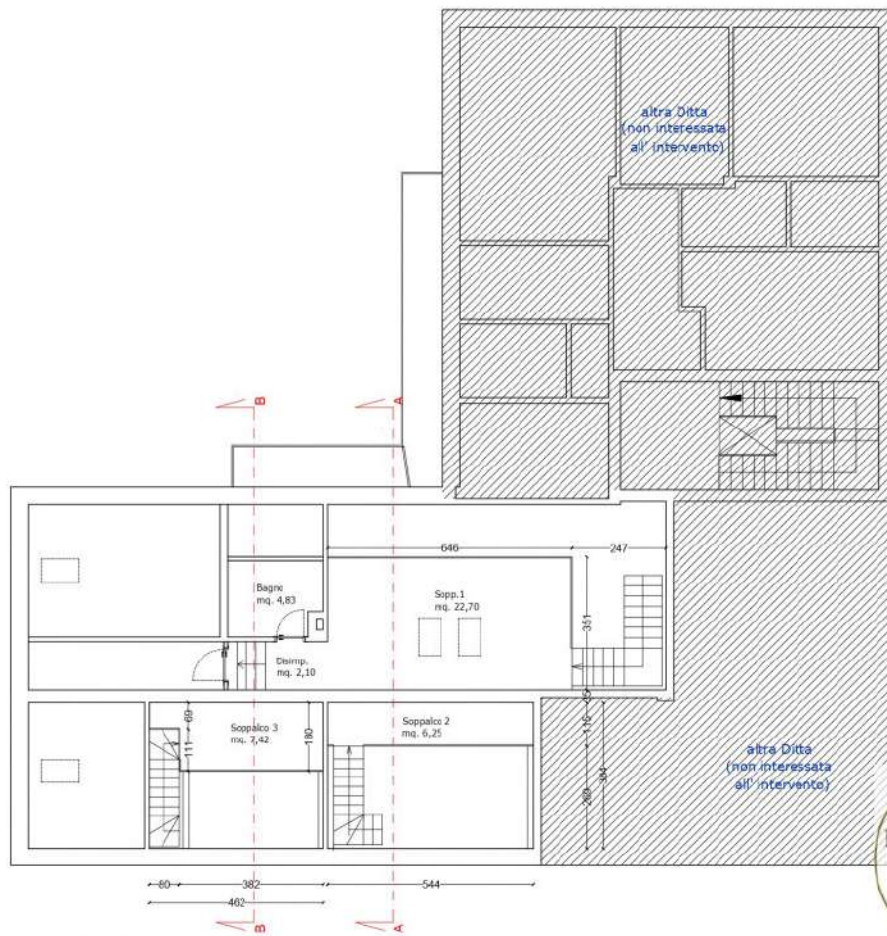 altra Ditta
(non interessata
all' intervento)
B
A
646
247
Bagno
mq. 4,83
Sopp.1
mq. 22,70
351
Disimp.
mq. 2,10
69
111
Soppalco 3
mq. 7,42
180
Soppalco 2
mq. 6,25
115
269
384
altra Ditta
(non interessata
all' intervento)
80
382
544
462
B
A